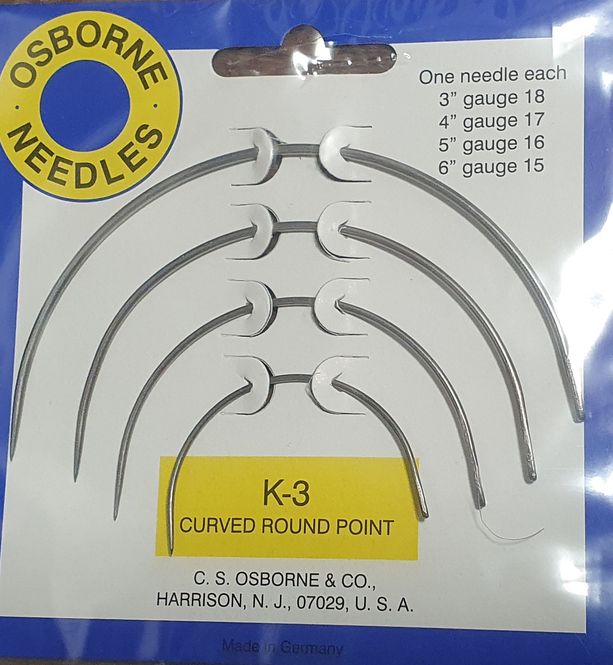 OSBORNE
NEEDLES
One needle each
3” gauge 18
4” gauge 17
5” gauge 16
6” gauge 15
K-3
CURVED ROUND POINT
C. S. OSBORNE & CO.,
HARRISON, N. J., 07029, U. S. A.
Made in Germany